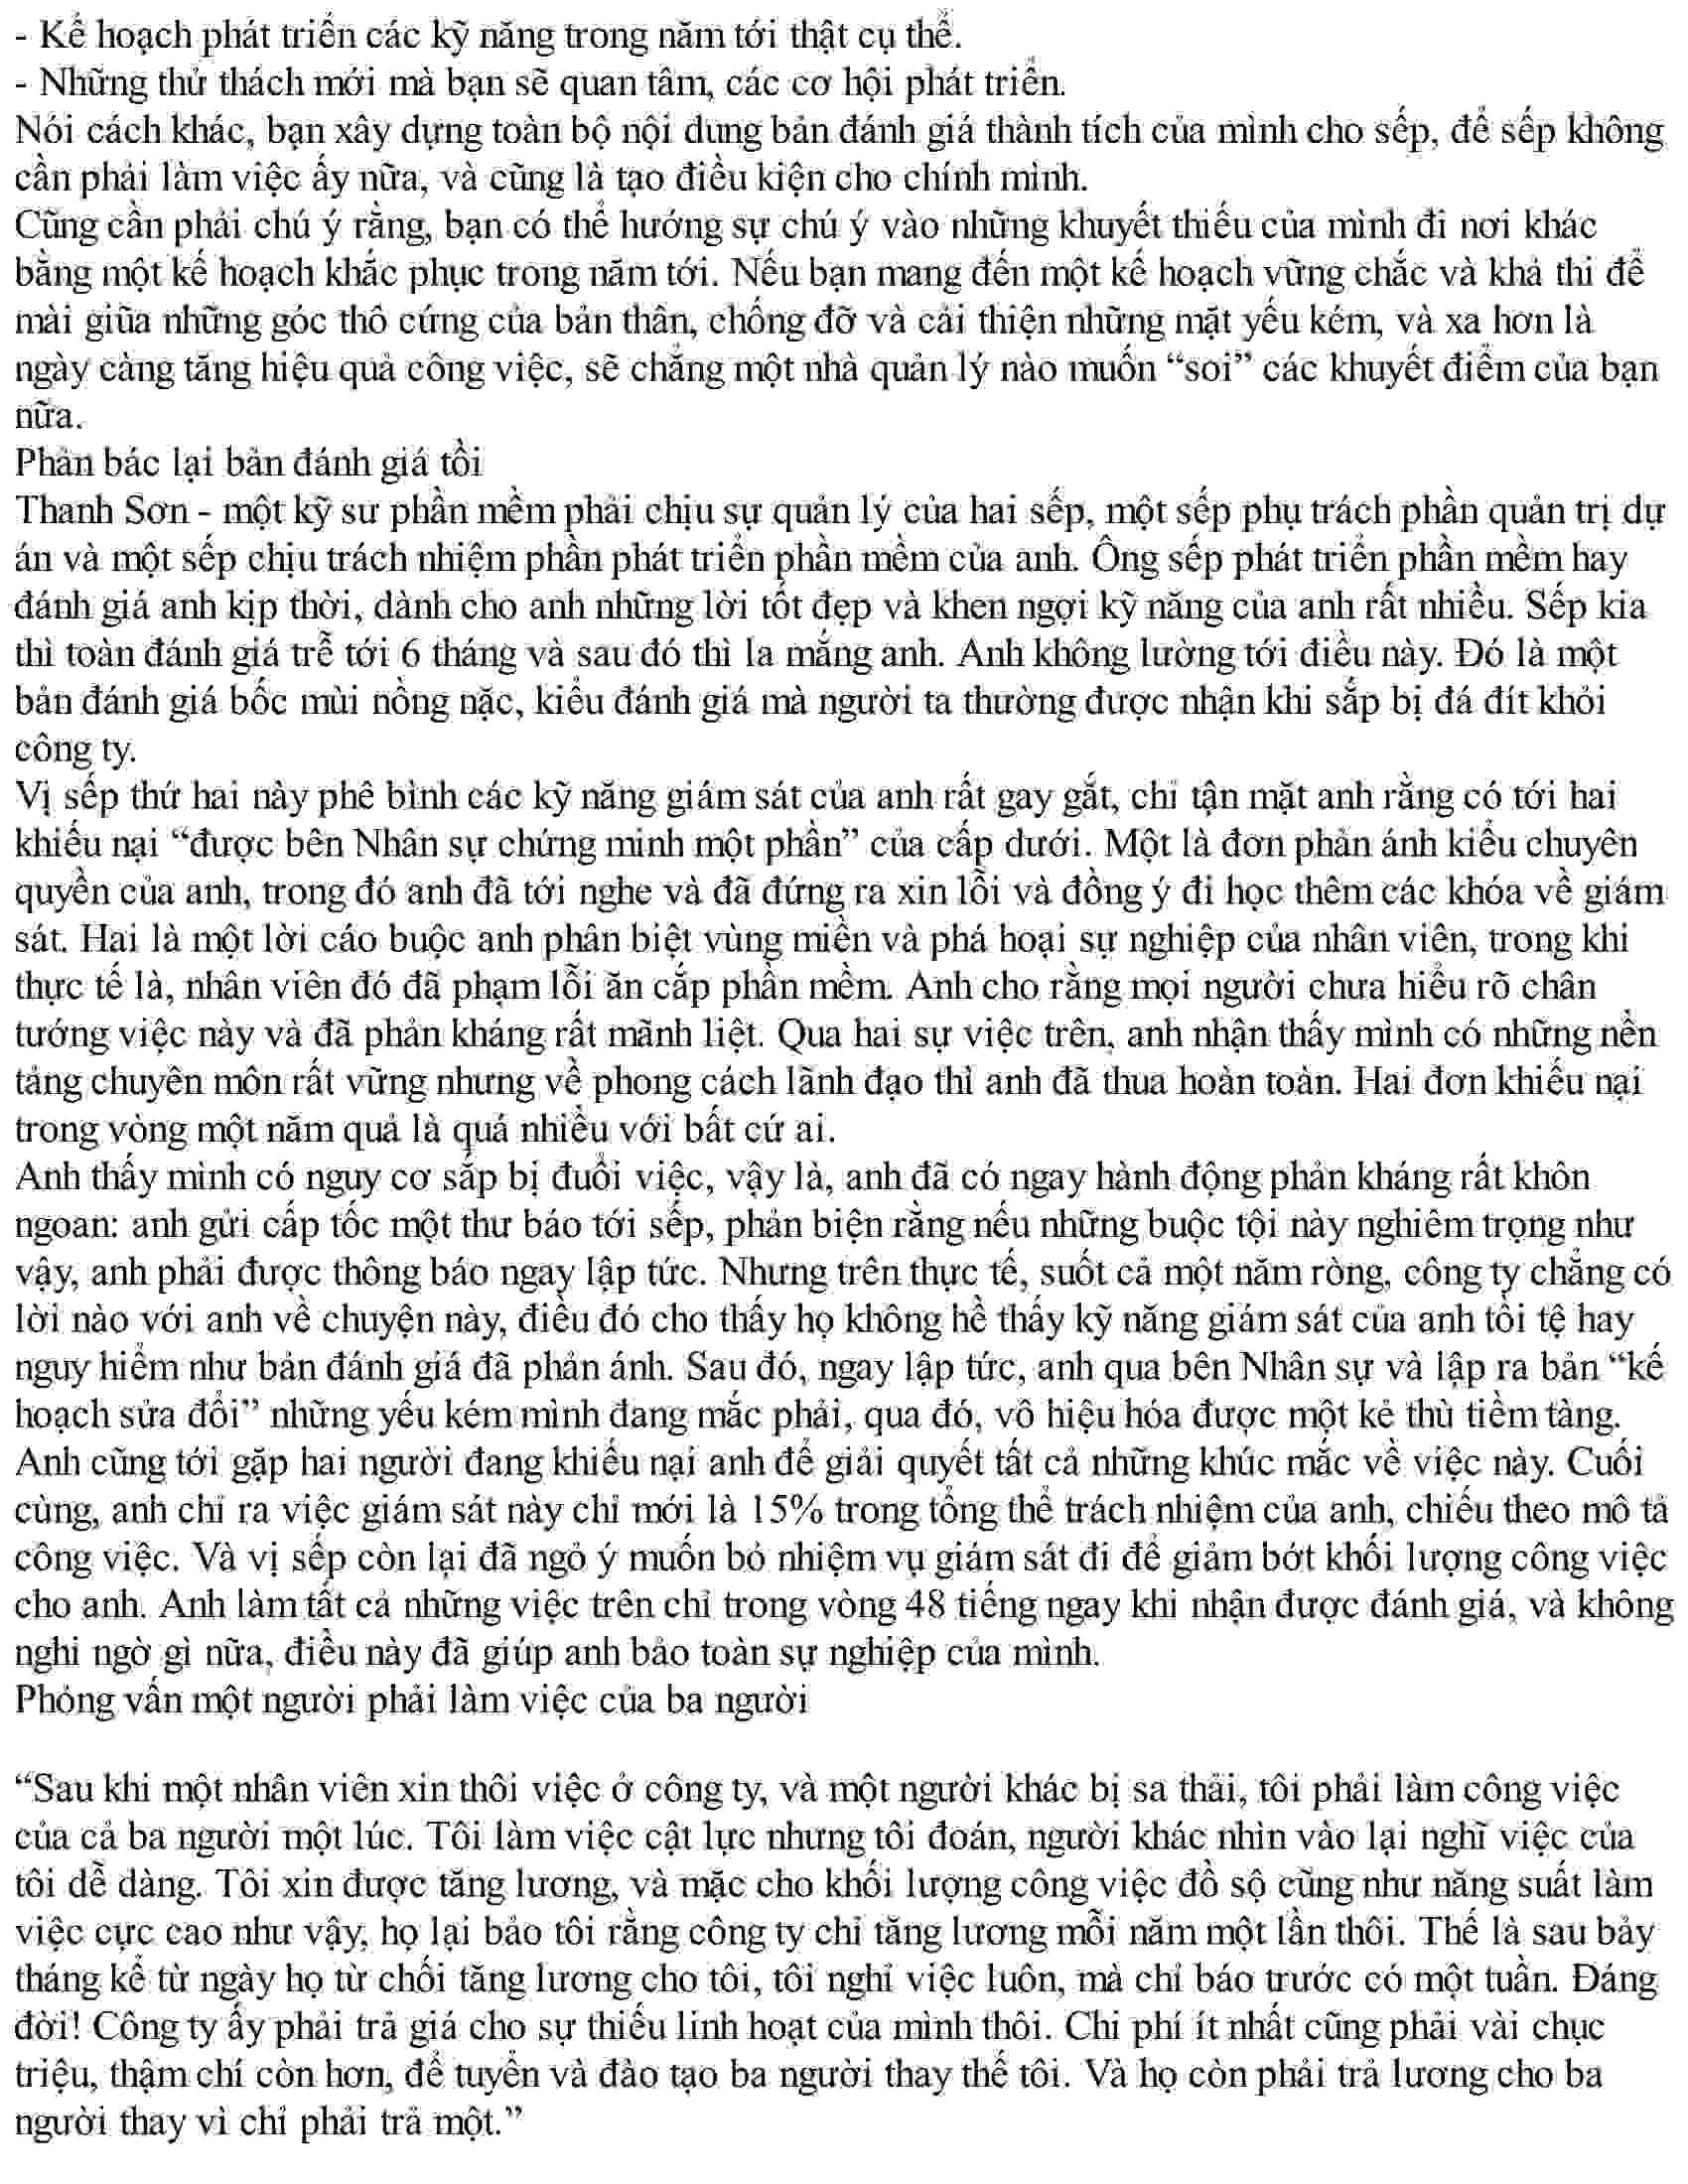 - Kế hoạch phát triển các kỹ năng trong năm tới thật cụ thể.
- Những thử thách mới mà bạn sẽ quan tâm, các cơ hội phát triển.
Nói cách khác, bạn xây dựng toàn bộ nội dung bản đánh giá thành tích của mình cho sếp, để sếp không
cần phải làm việc ấy nữa, và cũng là tạo điều kiện cho chính mình.
Cũng cần phải chú ý rằng, bạn có thể hướng sự chú ý vào những khuyết thiếu của mình đi nơi khác
bằng một kế hoạch khắc phục trong năm tới. Nếu bạn mang đến một kế hoạch vững chắc và khả thi để
mài giũa những góc thô cứng của bản thân, chống đỡ và cải thiện những mặt yếu kém, và xa hơn là
ngày càng tăng hiệu quả công việc, sẽ chẳng một nhà quản lý nào muốn “soi” các khuyết điểm của bạn
nữa.
Phản bác lại bản đánh giá tồi
Thanh Sơn - một kỹ sư phần mềm phải chịu sự quản lý của hai sếp, một sếp phụ trách phần quản trị dự
án và một sếp chịu trách nhiệm phần phát triển phần mềm của anh. Ông sếp phát triển phần mềm hay
đánh giá anh kịp thời, dành cho anh những lời tốt đẹp và khen ngợi kỹ năng của anh rất nhiều. Sếp kia
thì toàn đánh giá trễ tới 6 tháng và sau đó thì la mắng anh. Anh không lường tới điều này. Đó là một
bản đánh giá bốc mùi nồng nặc, kiểu đánh giá mà người ta thường được nhận khi sắp bị đá đít khỏi
công ty.
Vị sếp thứ hai này phê bình các kỹ năng giám sát của anh rất gay gắt, chỉ tận mặt anh rằng có tới hai
khiếu nại “được bên Nhân sự chứng minh một phần” của cấp dưới. Một là đơn phản ánh kiểu chuyên
quyền của anh, trong đó anh đã tới nghe và đã đứng ra xin lỗi và đồng ý đi học thêm các khóa về giám
sát. Hai là một lời cáo buộc anh phân biệt vùng miền và phá hoại sự nghiệp của nhân viên, trong khi
thực tế là, nhân viên đó đã phạm lỗi ăn cắp phần mềm. Anh cho rằng mọi người chưa hiểu rõ chân
tướng việc này và đã phản kháng rất mãnh liệt. Qua hai sự việc trên, anh nhận thấy mình có những nền
tảng chuyên môn rất vững nhưng về phong cách lãnh đạo thì anh đã thua hoàn toàn. Hai đơn khiếu nại
trong vòng một năm quả là quá nhiều với bất cứ ai.
Anh thấy mình có nguy cơ sắp bị đuổi việc, vậy là, anh đã có ngay hành động phản kháng rất khôn
ngoan: anh gửi cấp tốc một thư báo tới sếp, phản biện rằng nếu những buộc tội này nghiêm trọng như
vậy, anh phải được thông báo ngay lập tức. Nhưng trên thực tế, suốt cả một năm ròng, công ty chẳng có
lời nào với anh về chuyện này, điều đó cho thấy họ không hề thấy kỹ năng giám sát của anh tồi tệ hay
nguy hiểm như bản đánh giá đã phản ánh. Sau đó, ngay lập tức, anh qua bên Nhân sự và lập ra bản “kế
hoạch sửa đổi” những yếu kém mình đang mắc phải, qua đó, vô hiệu hóa được một kẻ thù tiềm tàng.
Anh cũng tới gặp hai người đang khiếu nại anh để giải quyết tất cả những khúc mắc về việc này. Cuối
cùng, anh chỉ ra việc giám sát này chỉ mới là 15% trong tổng thể trách nhiệm của anh, chiếu theo mô tả
công việc. Và vị sếp còn lại đã ngỏ ý muốn bỏ nhiệm vụ giám sát đi để giảm bớt khối lượng công việc
cho anh. Anh làm tất cả những việc trên chỉ trong vòng 48 tiếng ngay khi nhận được đánh giá, và không
nghi ngờ gì nữa, điều này đã giúp anh bảo toàn sự nghiệp của mình.
Phỏng vấn một người phải làm việc của ba người
“Sau khi một nhân viên xin thôi việc ở công ty, và một người khác bị sa thải, tôi phải làm công việc
của cả ba người một lúc. Tôi làm việc cật lực nhưng tôi đoán, người khác nhìn vào lại nghĩ việc của
tôi dễ dàng. Tôi xin được tăng lương, và mặc cho khối lượng công việc đồ sộ cũng như năng suất làm
việc cực cao như vậy, họ lại bảo tôi rằng công ty chỉ tăng lương mỗi năm một lần thôi. Thế là sau bảy
tháng kể từ ngày họ từ chối tăng lương cho tôi, tôi nghỉ việc luôn, mà chỉ báo trước có một tuần. Đáng
đời! Công ty ấy phải trả giá cho sự thiếu linh hoạt của mình thôi. Chi phí ít nhất cũng phải vài chục
triệu, thậm chí còn hơn, để tuyển và đào tạo ba người thay thế tôi. Và họ còn phải trả lương cho ba
người thay vì chỉ phải trả một.”